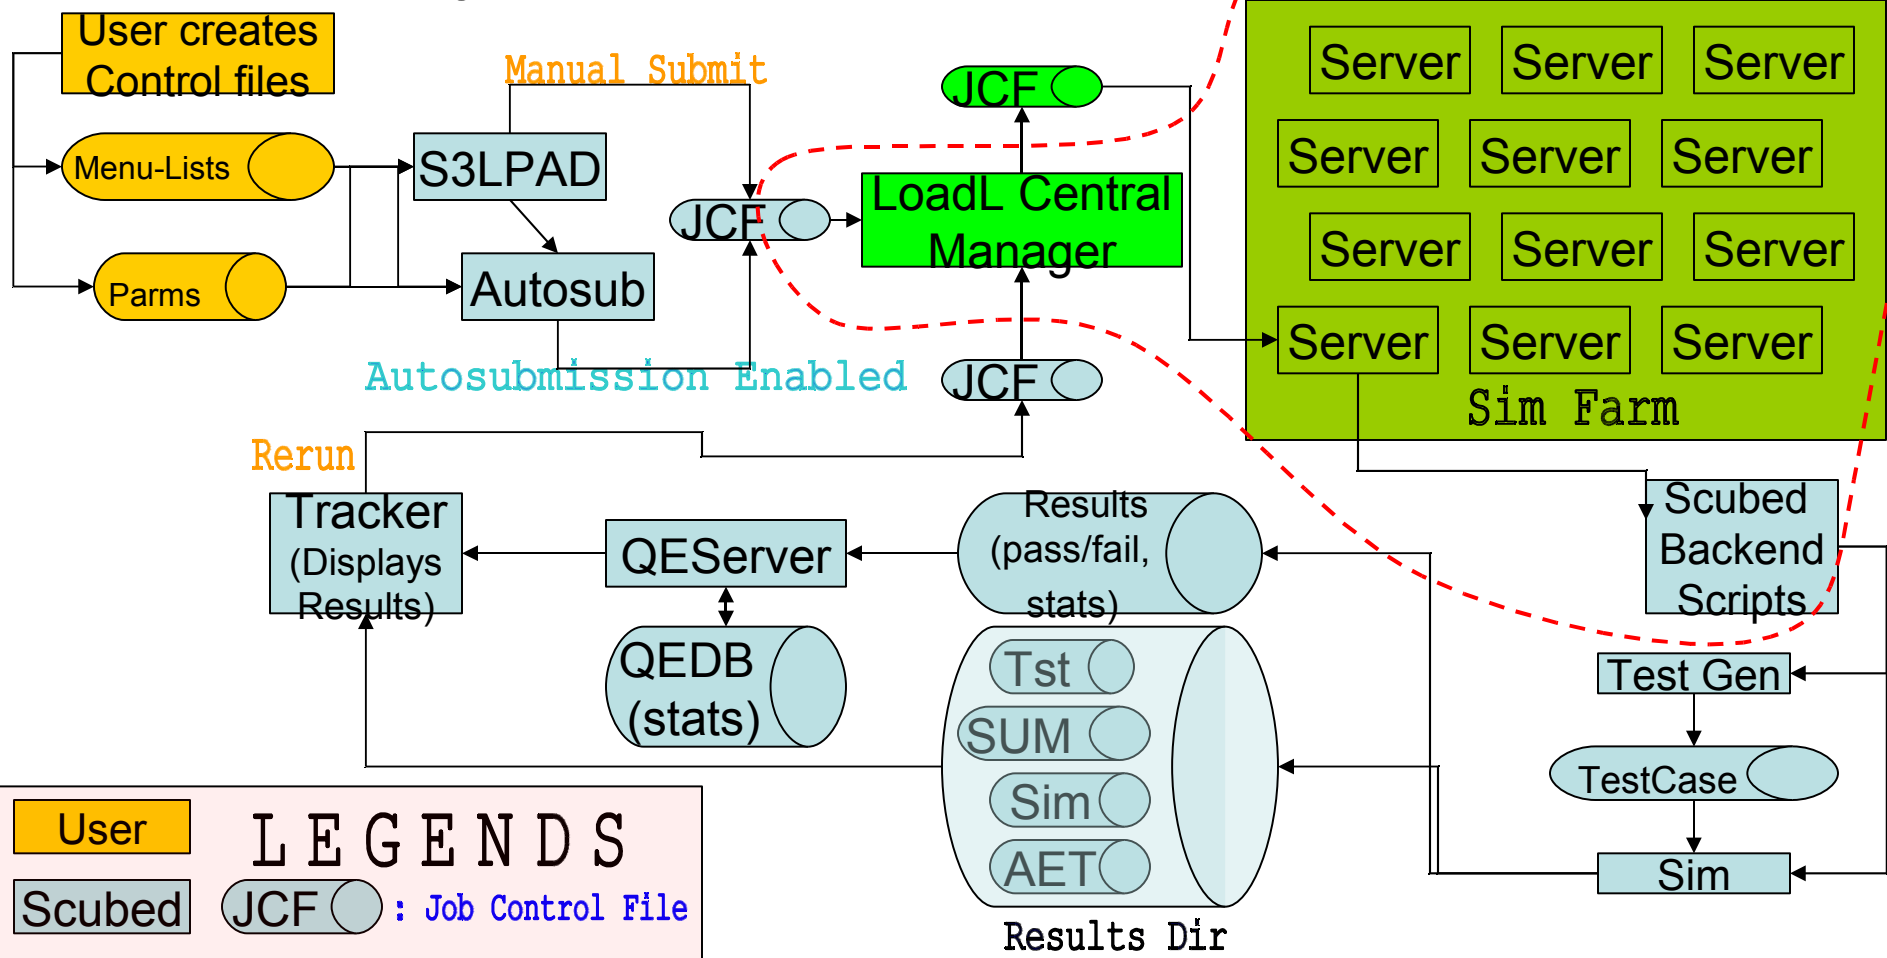 User creates
Control files
Manual Submit
JCF
Server Server Server
Menu-Lists
S3LPAD
Server Server Server
JCF
LoadL Central
Manager
Server Server Server
Parms
Autosub
Server Server Server
Autosubmission Enabled
JCF
Sim Farm
Rerun
Tracker
(Displays
Results)
QEServer
Results
(pass/fail,
stats)
Scubed
Backend
Scripts
QEDB
(stats)
Tst
SUM
Sim
AET
Results Dir
Test Gen
TestCase
Sim
LEGENDS
User
Scubed
JCF : Job Control File